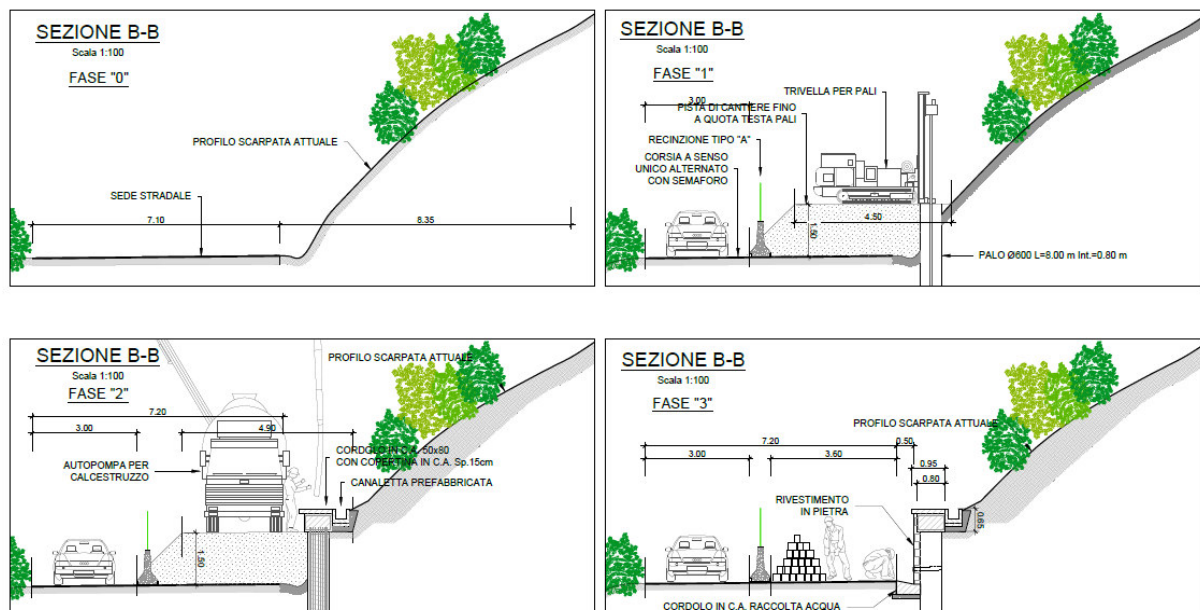 SEZIONE B-B
Scala 1:100
FASE "0"
PROFILO SCARPATA ATTUALE
SEDE STRADALE
7.10
8.35
SEZIONE B-B
Scala 1:100
FASE "1"
3.00
TRIVELLA PER PALI
PISTA DI CANTIERE FINO
A QUOTA TESTA PALI
RECINZIONE TIPO "A"
CORSIA A SENSO
UNICO ALTERNATO
CON SEMAFORO
4.50
1.50
PALO Ø600 L=8.00 m Int.=0.80 m
SEZIONE B-B
Scala 1:100
FASE "2"
PROFILO SCARPATA ATTUALE
7.20
3.00
4.90
AUTOPOMPA PER
CALCESTRUZZO
CORDOLO IN C.A. 50x80
CON COPERTINA IN C.A. Sp.15cm
CANALETTA PREFABBRICATA
1.50
SEZIONE B-B
Scala 1:100
FASE "3"
PROFILO SCARPATA ATTUALE
7.20
0.50
3.00
3.60
0.95
0.80
RIVESTIMENTO
IN PIETRA
0.65
CORDOLO IN C.A. RACCOLTA ACQUA